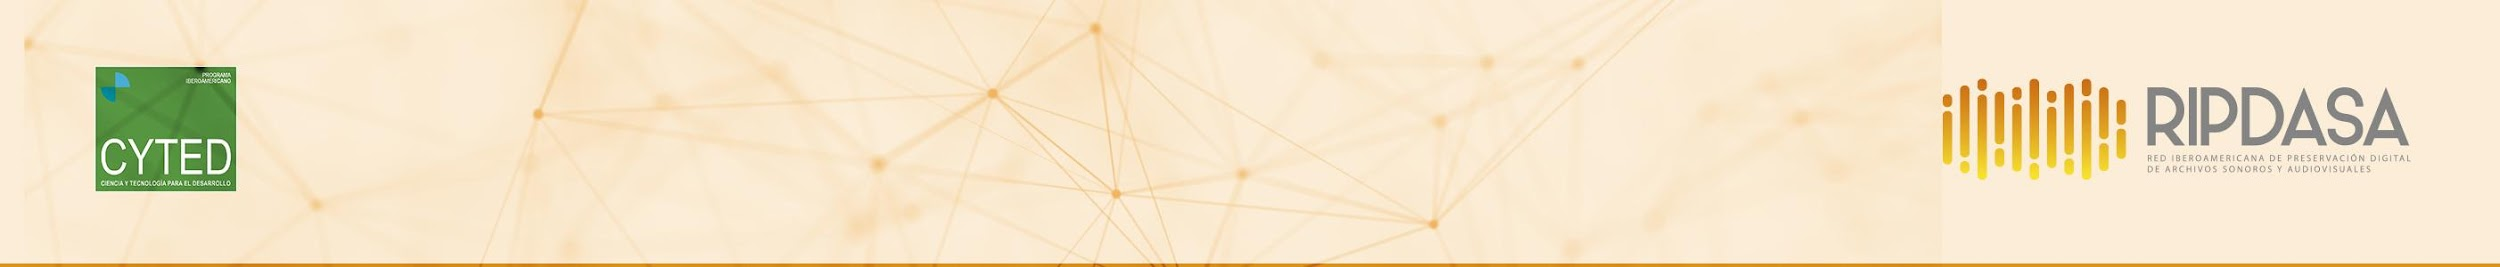 PROGRAMA
IBEROAMERICANO
CYTED
CIENCIA Y TECNOLOGÍA PARA EL DESARROLLO
RIPDASA
RED IBEROAMERICANA DE PRESERVACIÓN DIGITAL
DE ARCHIVOS SONOROS Y AUDIOVISUALES